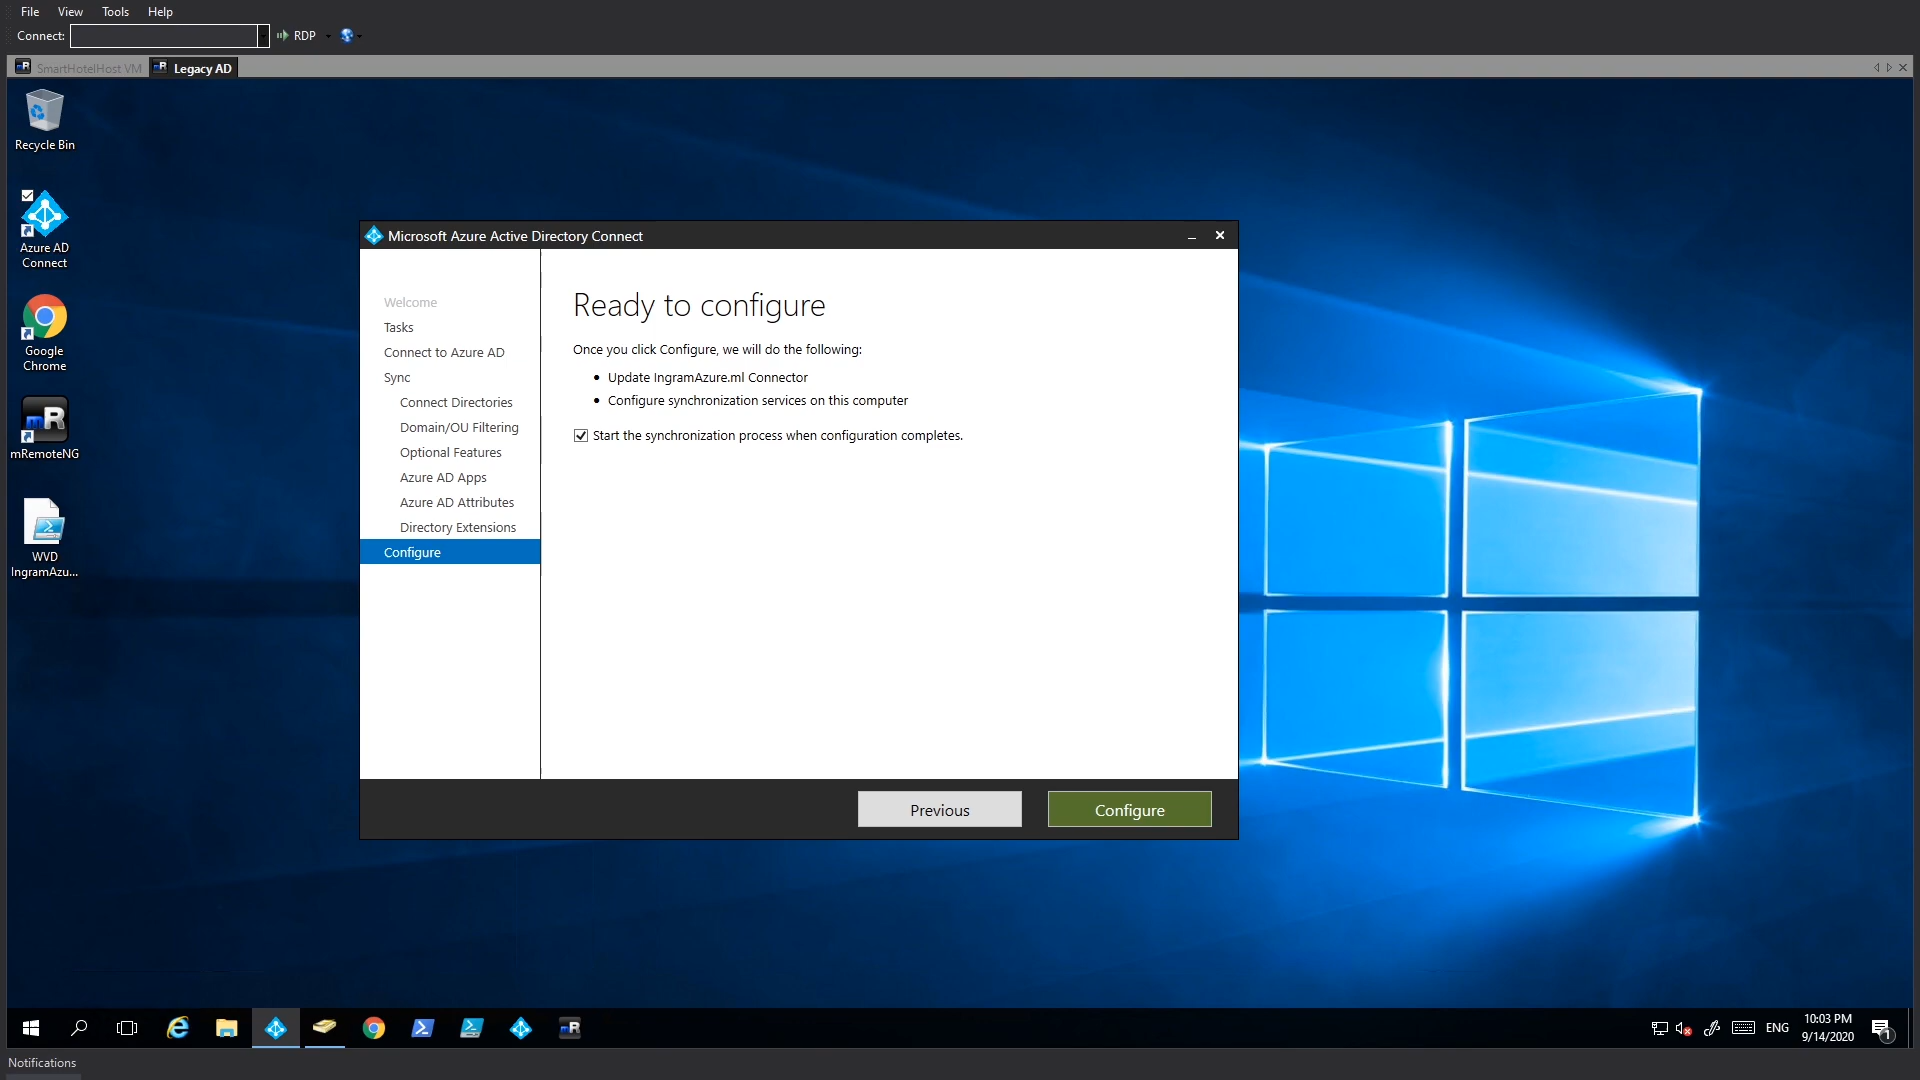 File View Tools Help
Connect: RDP
SmartHotelHost VM Legacy AD
Recycle Bin
Azure AD
Connect
Google
Chrome
mRemoteNG
WVD
IngramAzu...
Microsoft Azure Active Directory Connect
Welcome
Tasks
Connect to Azure AD
Sync
Connect Directories
Domain/OU Filtering
Optional Features
Azure AD Apps
Azure AD Attributes
Directory Extensions
Configure
Ready to configure
Once you click Configure, we will do the following:
• Update IngramAzure.ml Connector
• Configure synchronization services on this computer
Start the synchronization process when configuration completes.
Previous
Configure
mR
ENG
10:03 PM
9/14/2020
1
Notifications